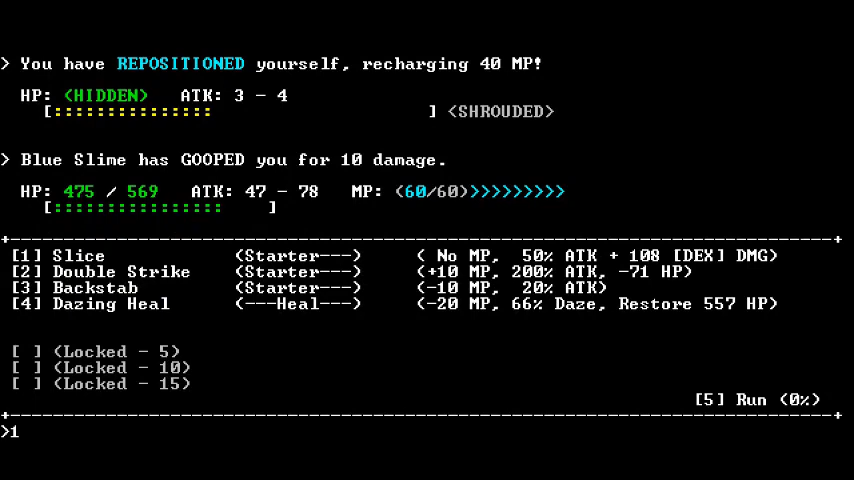 > You have REPOSITIONED yourself, recharging 40 MP!
HP: (HIDDEN) ATK: 3 - 4
[::::::::::::::: ] <SHROUDED>
> Blue Slime has GOOPED you for 10 damage.
HP: 475 / 569 ATK: 47 - 78 MP: (60/60)>>>>>>>>>
[:::::::::::::::: ]
+------------------------------------------------------------------------------+
[1] Slice (Starter---) ( No MP, 50% ATK + 108 [DEX] DMG)
[2] Double Strike (Starter---) (+10 MP, 200% ATK, -71 HP)
[3] Backstab (Starter---) (-10 MP, 20% ATK)
[4] Dazing Heal (---Heal---) (-20 MP, 66% Daze, Restore 557 HP)
[ ] (Locked - 5)
[ ] (Locked - 10)
[ ] (Locked - 15)
[5] Run (0%)
+------------------------------------------------------------------------------+
>1